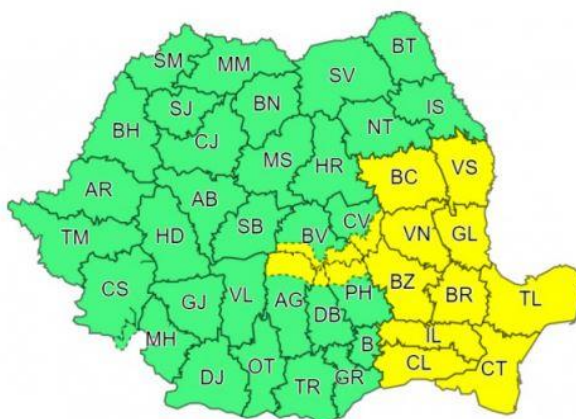 BT
SM MM SV
SJ BN IS
BH CJ NT
MS HR BC VS
AR AB
TM HD SB BV CV VN GL
CS GJ VL AG PH BZ BR TL
MH DB IL
DJ OT TR GR B CL CT